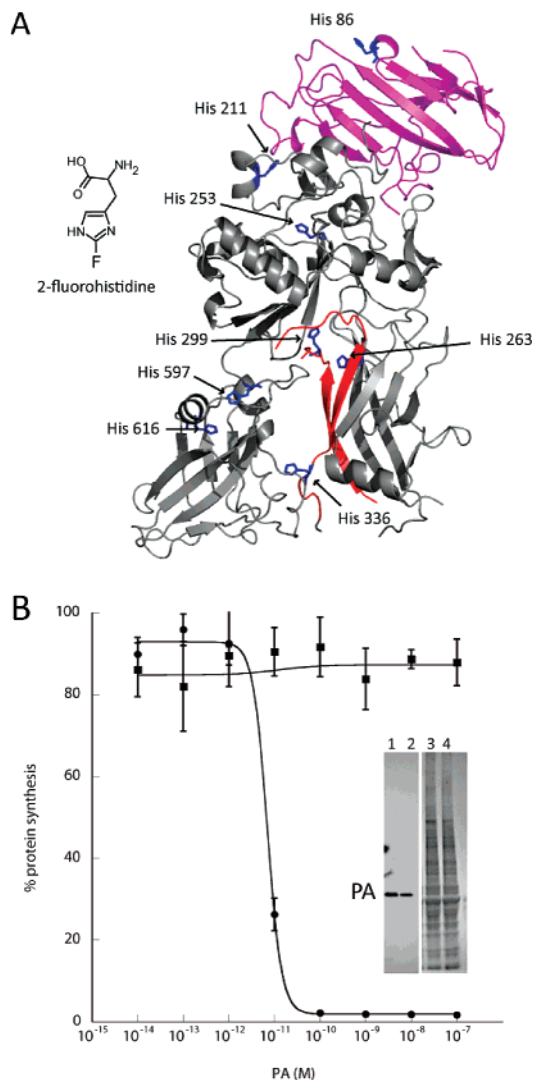 A
His 86
His 211
HO
O
NH2
HN
N
F
2-fluorohistidine
His 253
His 299
His 263
His 597
His 616
His 336
B
100
80
60
40
20
0
% protein synthesis
1 2 3 4
PA
10-15 10-14 10-13 10-12 10-11 10-10 10-9 10-8 10-7
PA (M)